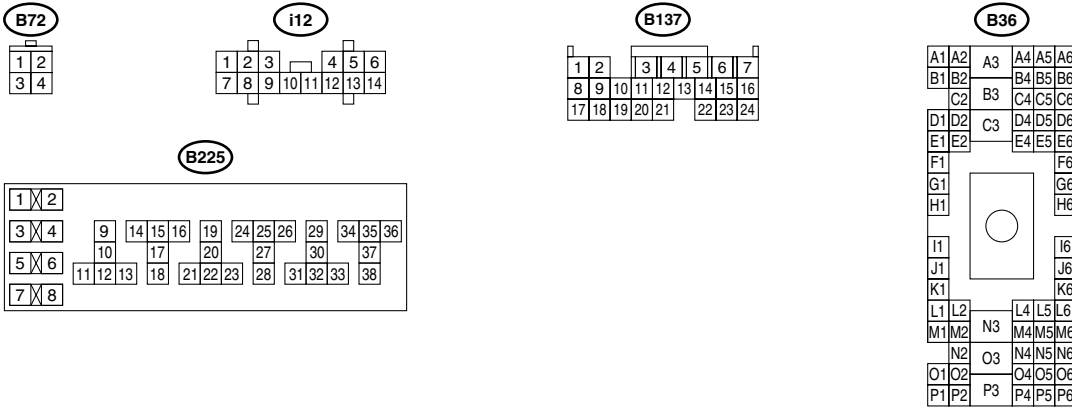 B72
1 2
3 4
i12
1 2 3 4 5 6
7 8 9 10 11 12 13 14
B137
1 2 3 4 5 6 7
8 9 10 11 12 13 14 15 16
17 18 19 20 21 22 23 24
B36
A1 A2 A3 A4 A5 A6
B1 B2 B4 B5 B6
B3
C2 C4 C5 C6
D1 D2 C3 D4 D5 D6
E1 E2 E4 E5 E6
F1 F6
G1 G6
H1 H6
I1 I6
J1 J6
K1 K6
L1 L2 L4 L5 L6
M1 M2 N3 M4 M5 M6
N2 O3 N4 N5 N6
O1 O2 O4 O5 O6
P1 P2 P3 P4 P5 P6
B225
1 2
3 4 9 14 15 16 19 24 25 26 29 34 35 36
10 17 20 27 30 37
5 6 11 12 13 18 21 22 23 28 31 32 33 38
7 8